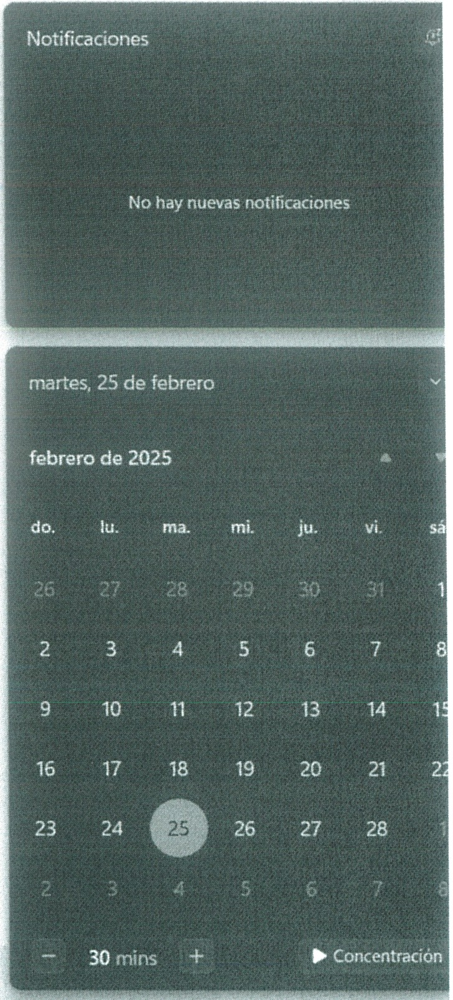 Notificaciones
No hay nuevas notificaciones
martes, 25 de febrero
febrero de 2025
do. lu. ma. mi. ju. vi. sá
26 27 28 29 30 31 1
2 3 4 5 6 7 8
9 10 11 12 13 14 15
16 17 18 19 20 21 22
23 24 25 26 27 28 1
2 3 4 5 6 7 8
− 30 mins + Concentración